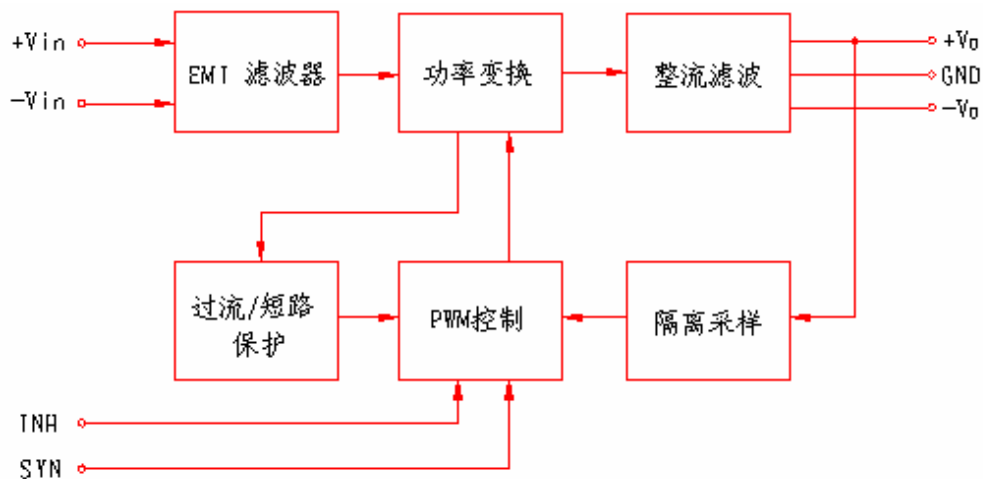 +Vin
-Vin
EMI 滤波器
功率变换
整流滤波
+Vo
GND
-Vo
过流/短路
保护
PWM控制
隔离采样
INH
SYN